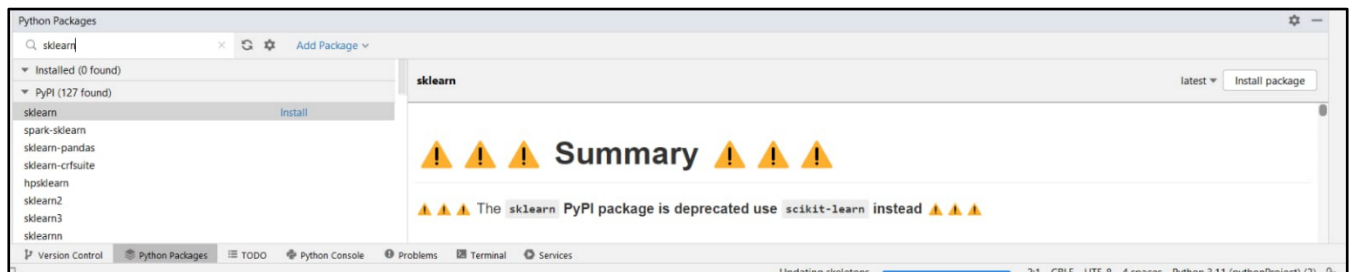 Python Packages
sklearn Add Package
Installed (0 found)
PyPI (127 found)
sklearn Install
spark-sklearn
sklearn-pandas
sklearn-crfsuite
hpsklearn
sklearn2
sklearn3
sklearnn
sklearn latest Install package
Summary
The sklearn PyPI package is deprecated use scikit-learn instead
Version Control Python Packages TODO Python Console Problems Terminal Services
Updating skeletons 2:1 CRLF UTF-8 4 spaces Python 3.11 (pythonProject) (2)